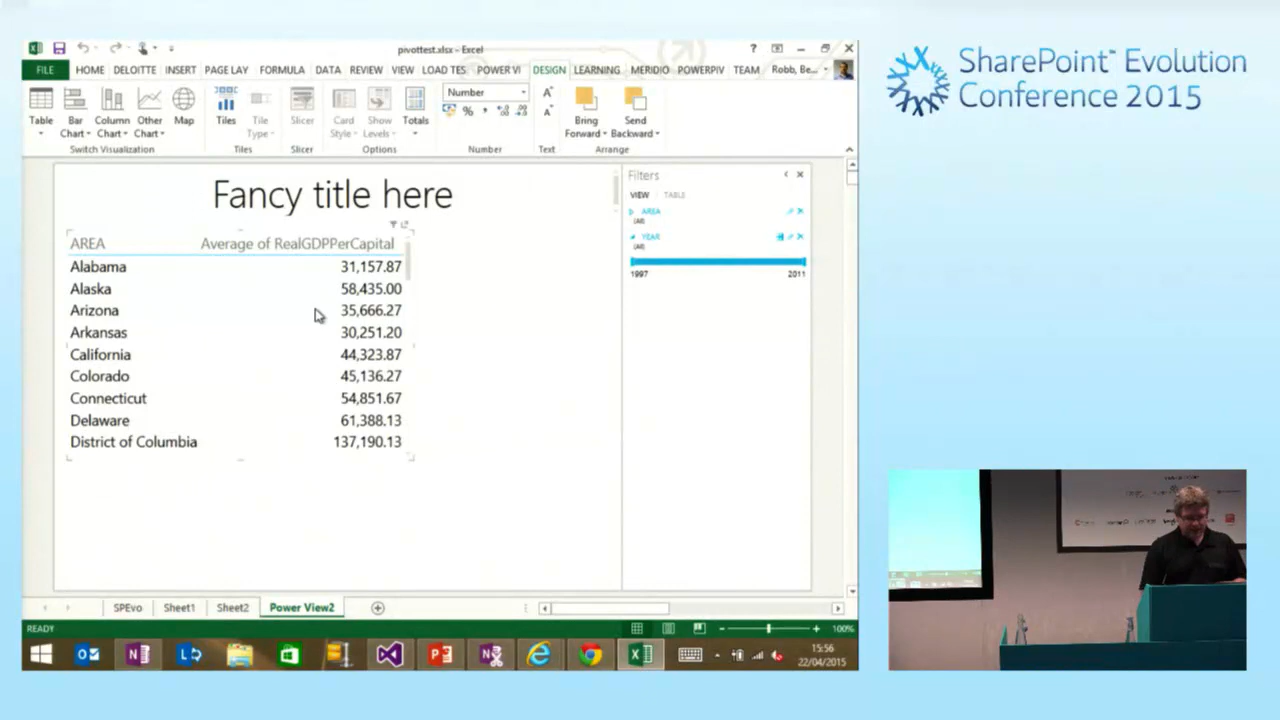 pivottest.xlsx - Excel
FILE HOME DELOITTE INSERT PAGE LAY FORMULA DATA REVIEW VIEW LOAD TES POWER VI DESIGN LEARNING MERIDIO POWERPIV TEAM Robb, Be...
Number
Table Bar Chart Column Chart Other Chart Map Tiles Tile Type Slicer Card Style Show Levels Totals Bring Forward Send Backward
Switch Visualization Tiles Slicer Options Number Text Arrange
Fancy title here
AREA Average of RealGDPPerCapital
Alabama 31,157.87
Alaska 58,435.00
Arizona 35,666.27
Arkansas 30,251.20
California 44,323.87
Colorado 45,136.27
Connecticut 54,851.67
Delaware 61,388.13
District of Columbia 137,190.13
Filters
VIEW TABLE
AREA
(All)
YEAR
(All)
1997 2011
SPEvo Sheet1 Sheet2 Power View2
READY 100%
15:56
22/04/2015
SharePoint™ Evolution
Conference 2015